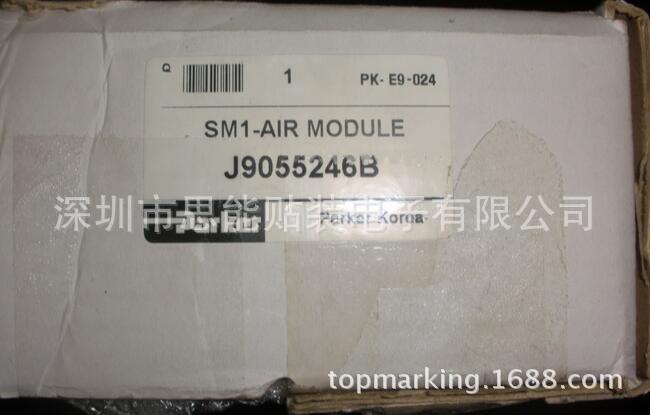 Q 1 PK- E9-024
SM1-AIR MODULE
J9055246B
深圳市思能贴装电子有限公司
Parker Parker Korea
topmarking.1688.com